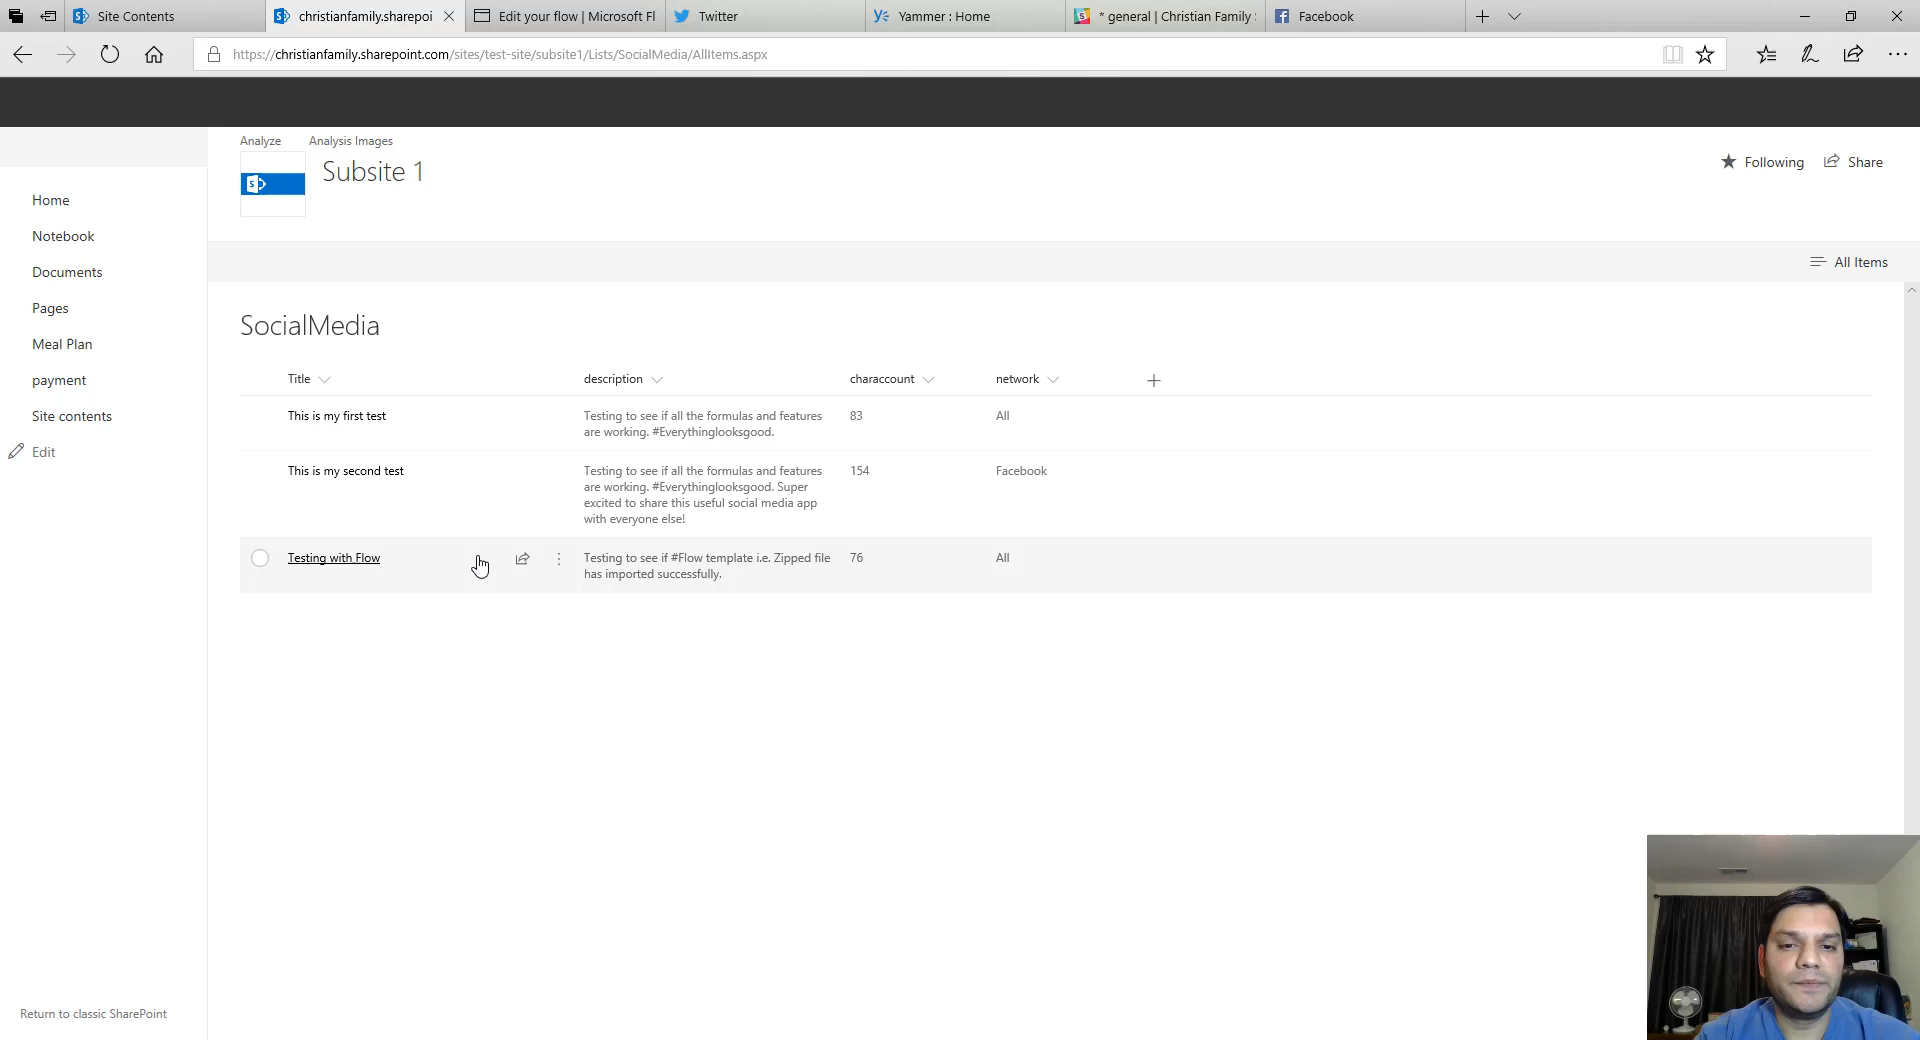 Site Contents
christianfamily.sharepoi
Edit your flow | Microsoft Fl
Twitter
Yammer : Home
* general | Christian Family
Facebook
https://christianfamily.sharepoint.com/sites/test-site/subsite1/Lists/SocialMedia/AllItems.aspx
Analyze
Analysis Images
Subsite 1
Following
Share
Home
Notebook
Documents
Pages
Meal Plan
payment
Site contents
Edit
Return to classic SharePoint
All Items
SocialMedia
Title
description
characcount
network
This is my first test
Testing to see if all the formulas and features
are working. #Everythinglooksgood.
83
All
This is my second test
Testing to see if all the formulas and features
are working. #Everythinglooksgood. Super
excited to share this useful social media app
with everyone else!
154
Facebook
Testing with Flow
Testing to see if #Flow template i.e. Zipped file
has imported successfully.
76
All